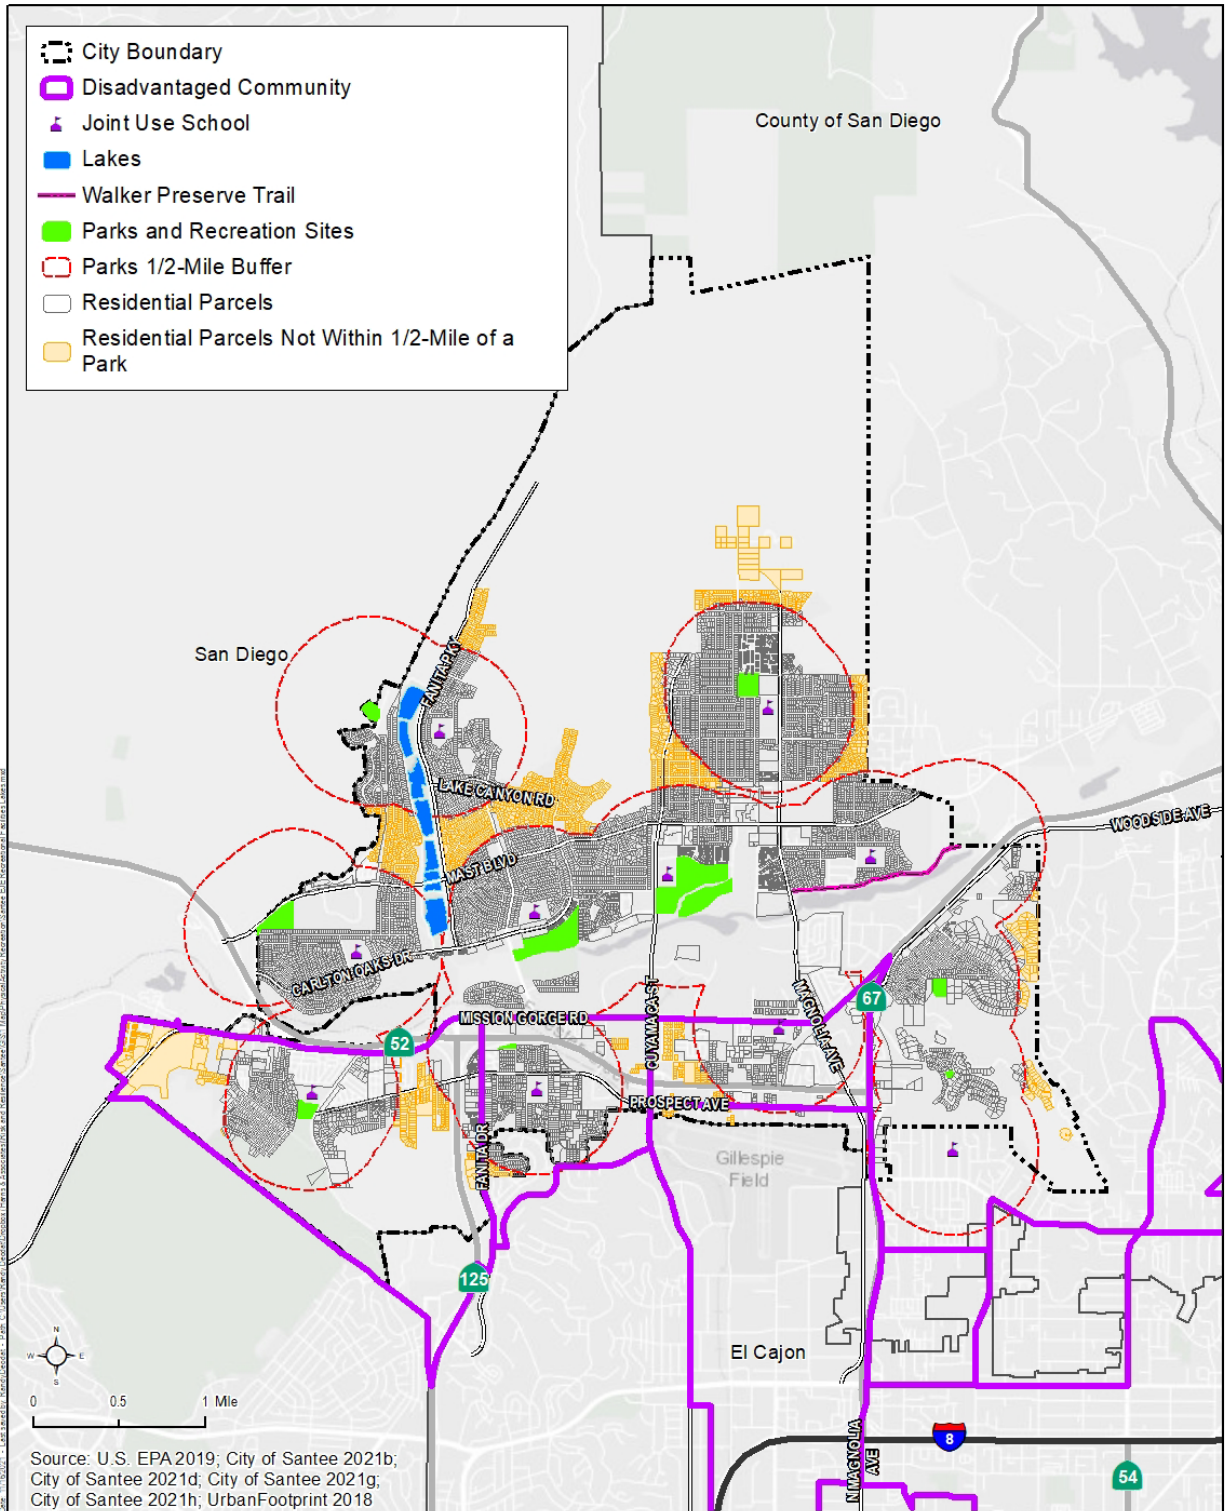 City Boundary
Disadvantaged Community
Joint Use School
Lakes
Walker Preserve Trail
Parks and Recreation Sites
Parks 1/2-Mile Buffer
Residential Parcels
Residential Parcels Not Within 1/2-Mile of a
Park
County of San Diego
San Diego
FANITA PKY
LAKE CANYON RD
MAST BLVD
WOODSIDE AVE
CARLTON OAKS DR
MISSION GORGE RD
CUYAMACA ST
MAGNOLIA AVE
67
52
PROSPECT AVE
FANITA DR
Gillespie
Field
125
El Cajon
N
W E
S
0 0.5 1 Mile
N MAGNOLIA
AVE
8
54
Source: U.S. EPA 2019; City of Santee 2021b;
City of Santee 2021d; City of Santee 2021g;
City of Santee 2021h; UrbanFootprint 2018